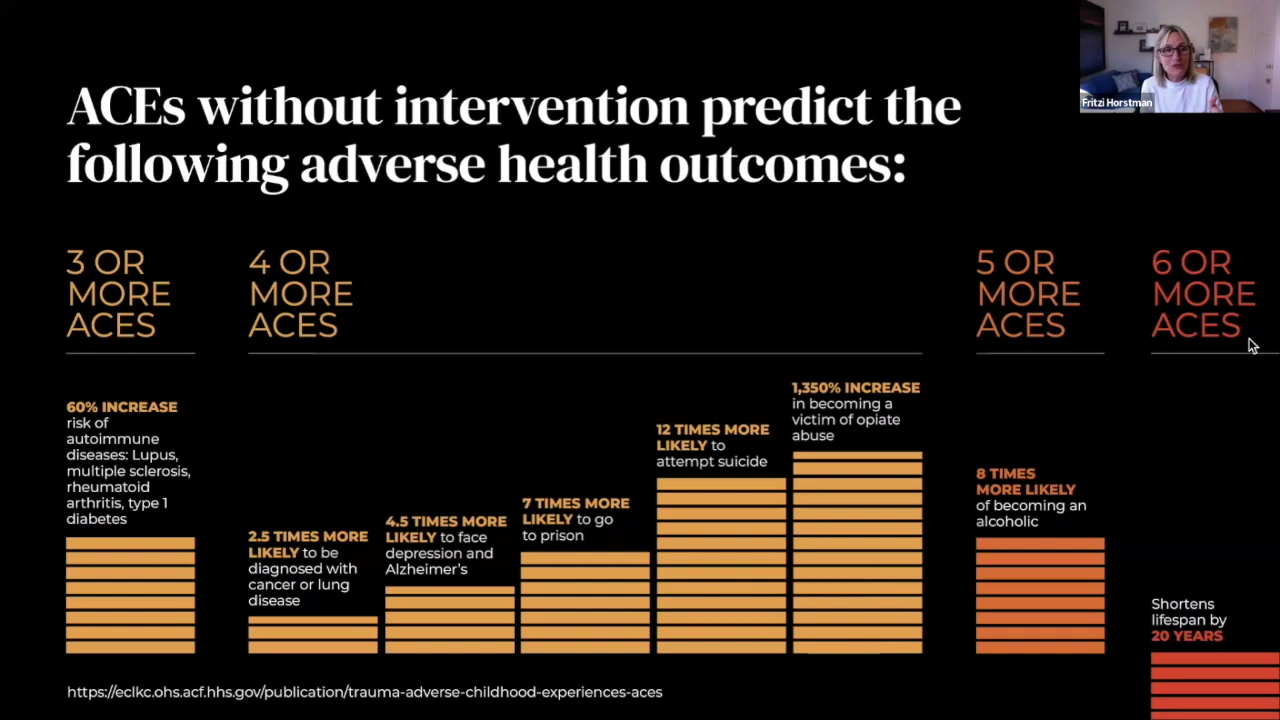 Fritzi Horstman
ACEs without intervention predict the
following adverse health outcomes:
3 OR
MORE
ACES
60% INCREASE
risk of
autoimmune
diseases: Lupus,
multiple sclerosis,
rheumatoid
arthritis, type 1
diabetes
4 OR
MORE
ACES
2.5 TIMES MORE
LIKELY to be
diagnosed with
cancer or lung
disease
4.5 TIMES MORE
LIKELY to face
depression and
Alzheimer's
7 TIMES MORE
LIKELY to go
to prison
12 TIMES MORE
LIKELY to
attempt suicide
1,350% INCREASE
in becoming a
victim of opiate
abuse
5 OR
MORE
ACES
8 TIMES
MORE LIKELY
of becoming an
alcoholic
6 OR
MORE
ACES
Shortens
lifespan by
20 YEARS
https://eclkc.ohs.acf.hhs.gov/publication/trauma-adverse-childhood-experiences-aces